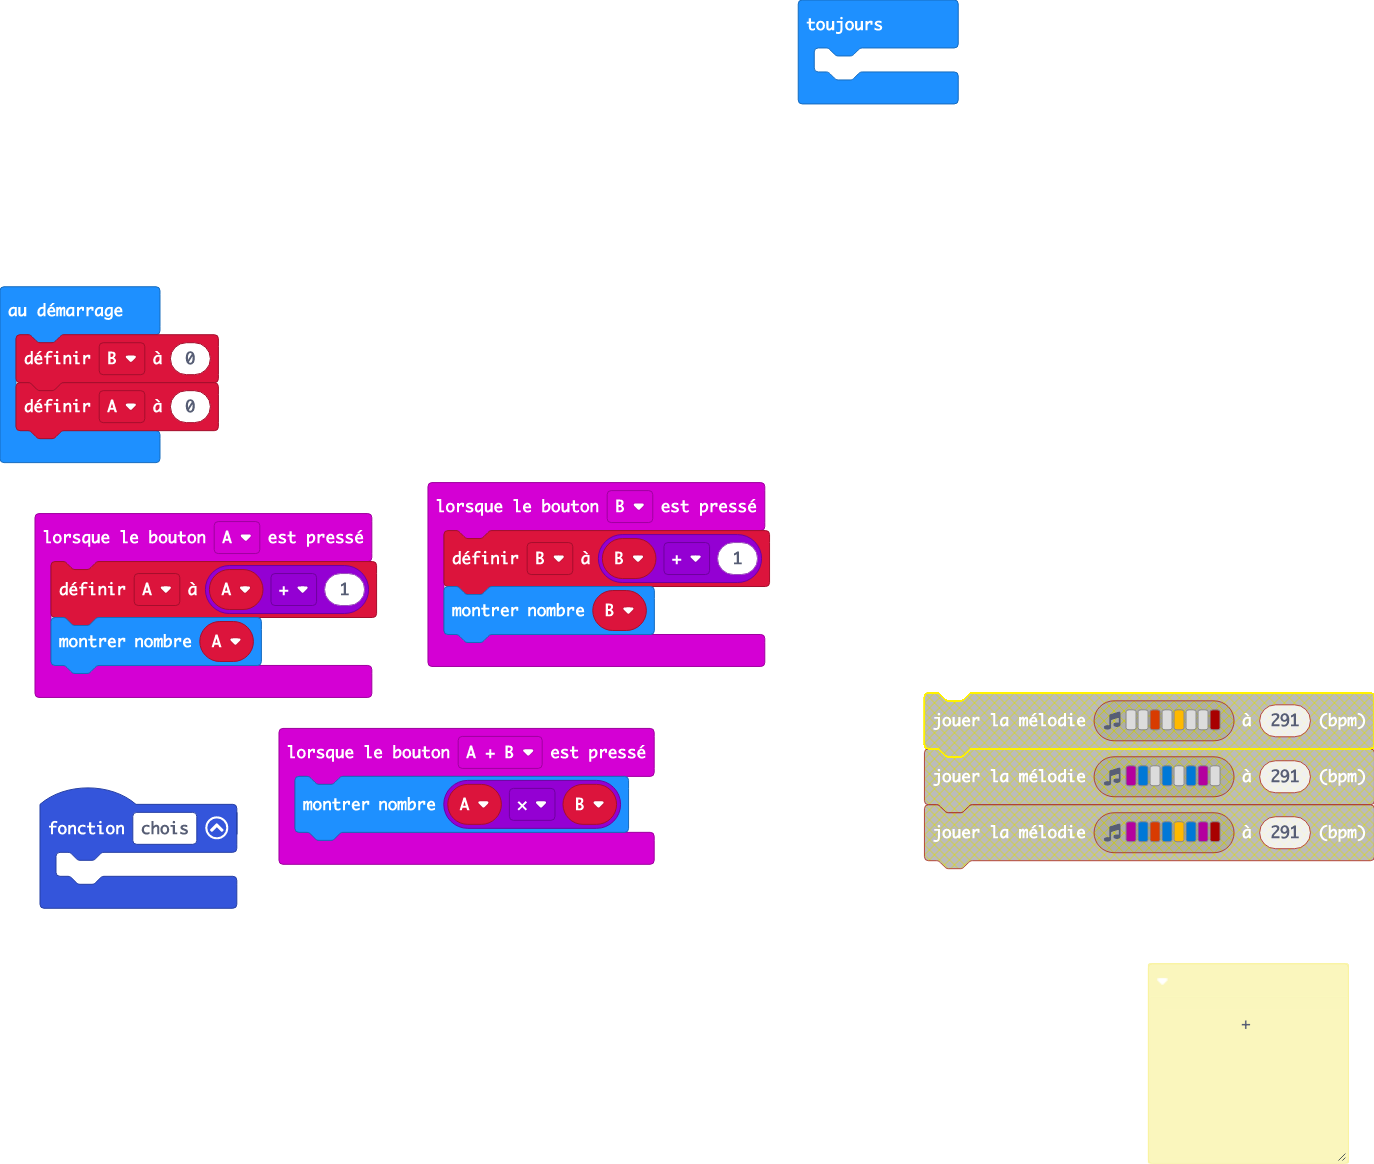 toujours
au démarrage
définir B à 0
définir A à 0
lorsque le bouton B est pressé
définir B à B + 1
montrer nombre B
lorsque le bouton A est pressé
définir A à A + 1
montrer nombre A
lorsque le bouton A + B est pressé
montrer nombre A × B
fonction chois
jouer la mélodie à 291 (bpm)
jouer la mélodie à 291 (bpm)
jouer la mélodie à 291 (bpm)
+